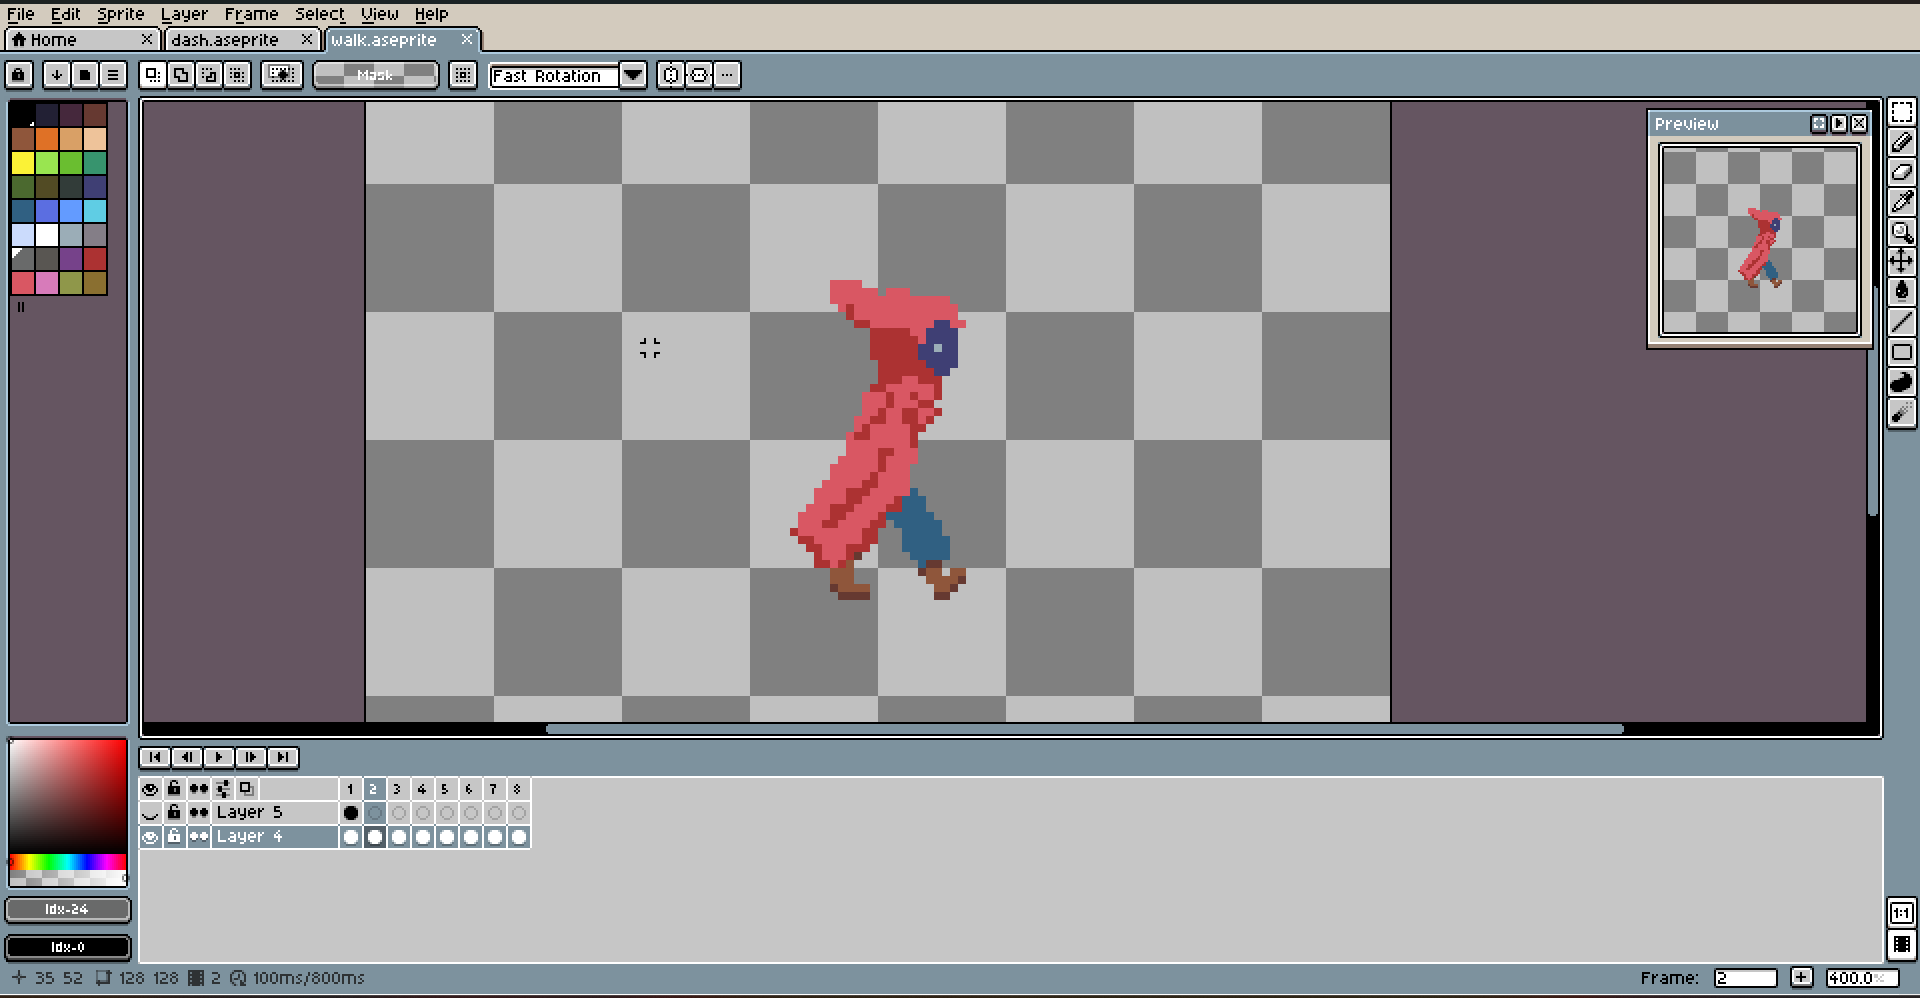 File Edit Sprite Layer Frame Select View Help
Home dash.aseprite walk.aseprite
Mask Fast Rotation
Preview
1 2 3 4 5 6 7 8
Layer 5
Layer 4
Idx-24
Idx-0
1:1
35 52 128 128 2 100ms/800ms Frame: 2 400.0%